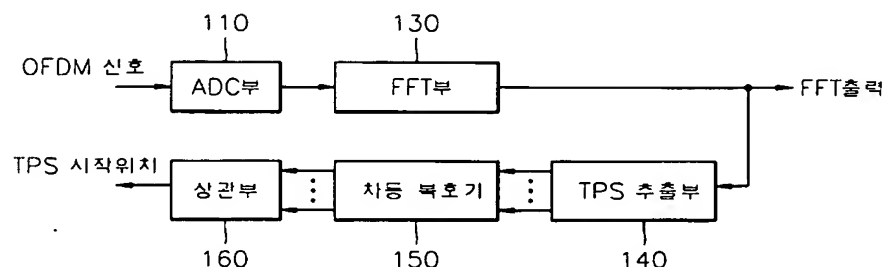 110
130
OFDM 신호
ADC부
FFT부
FFT출력
TPS 시작위치
상관부
차등 복호기
TPS 추출부
160
150
140